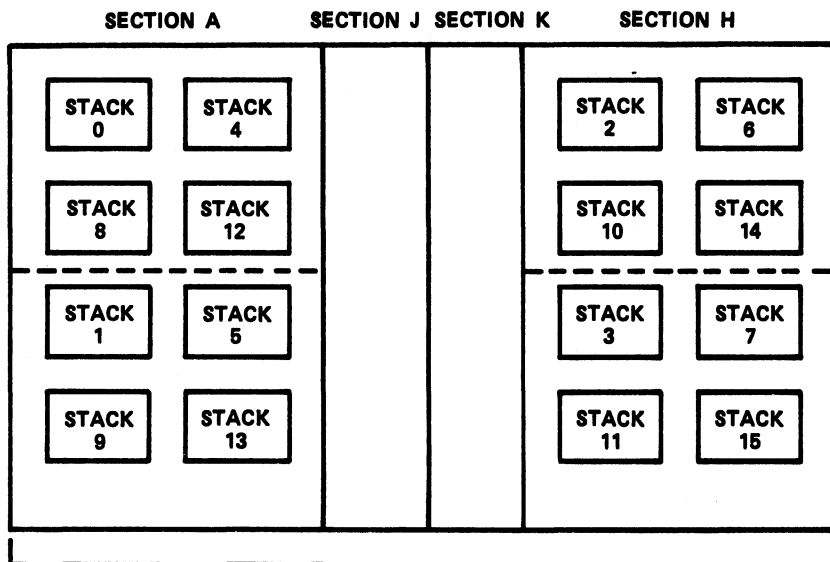 SECTION A SECTION J SECTION K SECTION H
STACK 0
STACK 4
STACK 2
STACK 6
STACK 8
STACK 12
STACK 10
STACK 14
STACK 1
STACK 5
STACK 3
STACK 7
STACK 9
STACK 13
STACK 11
STACK 15